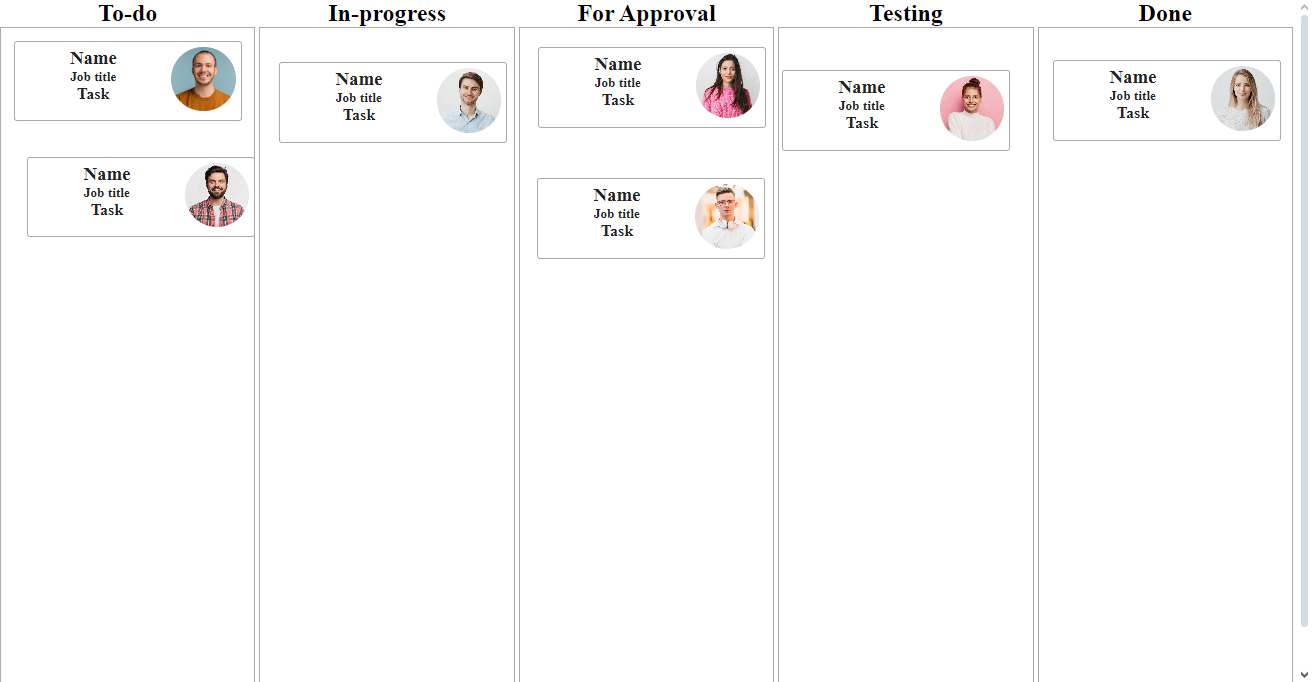 To-do
In-progress
For Approval
Testing
Done
Name
Job title
Task
Name
Job title
Task
Name
Job title
Task
Name
Job title
Task
Name
Job title
Task
Name
Job title
Task
Name
Job title
Task